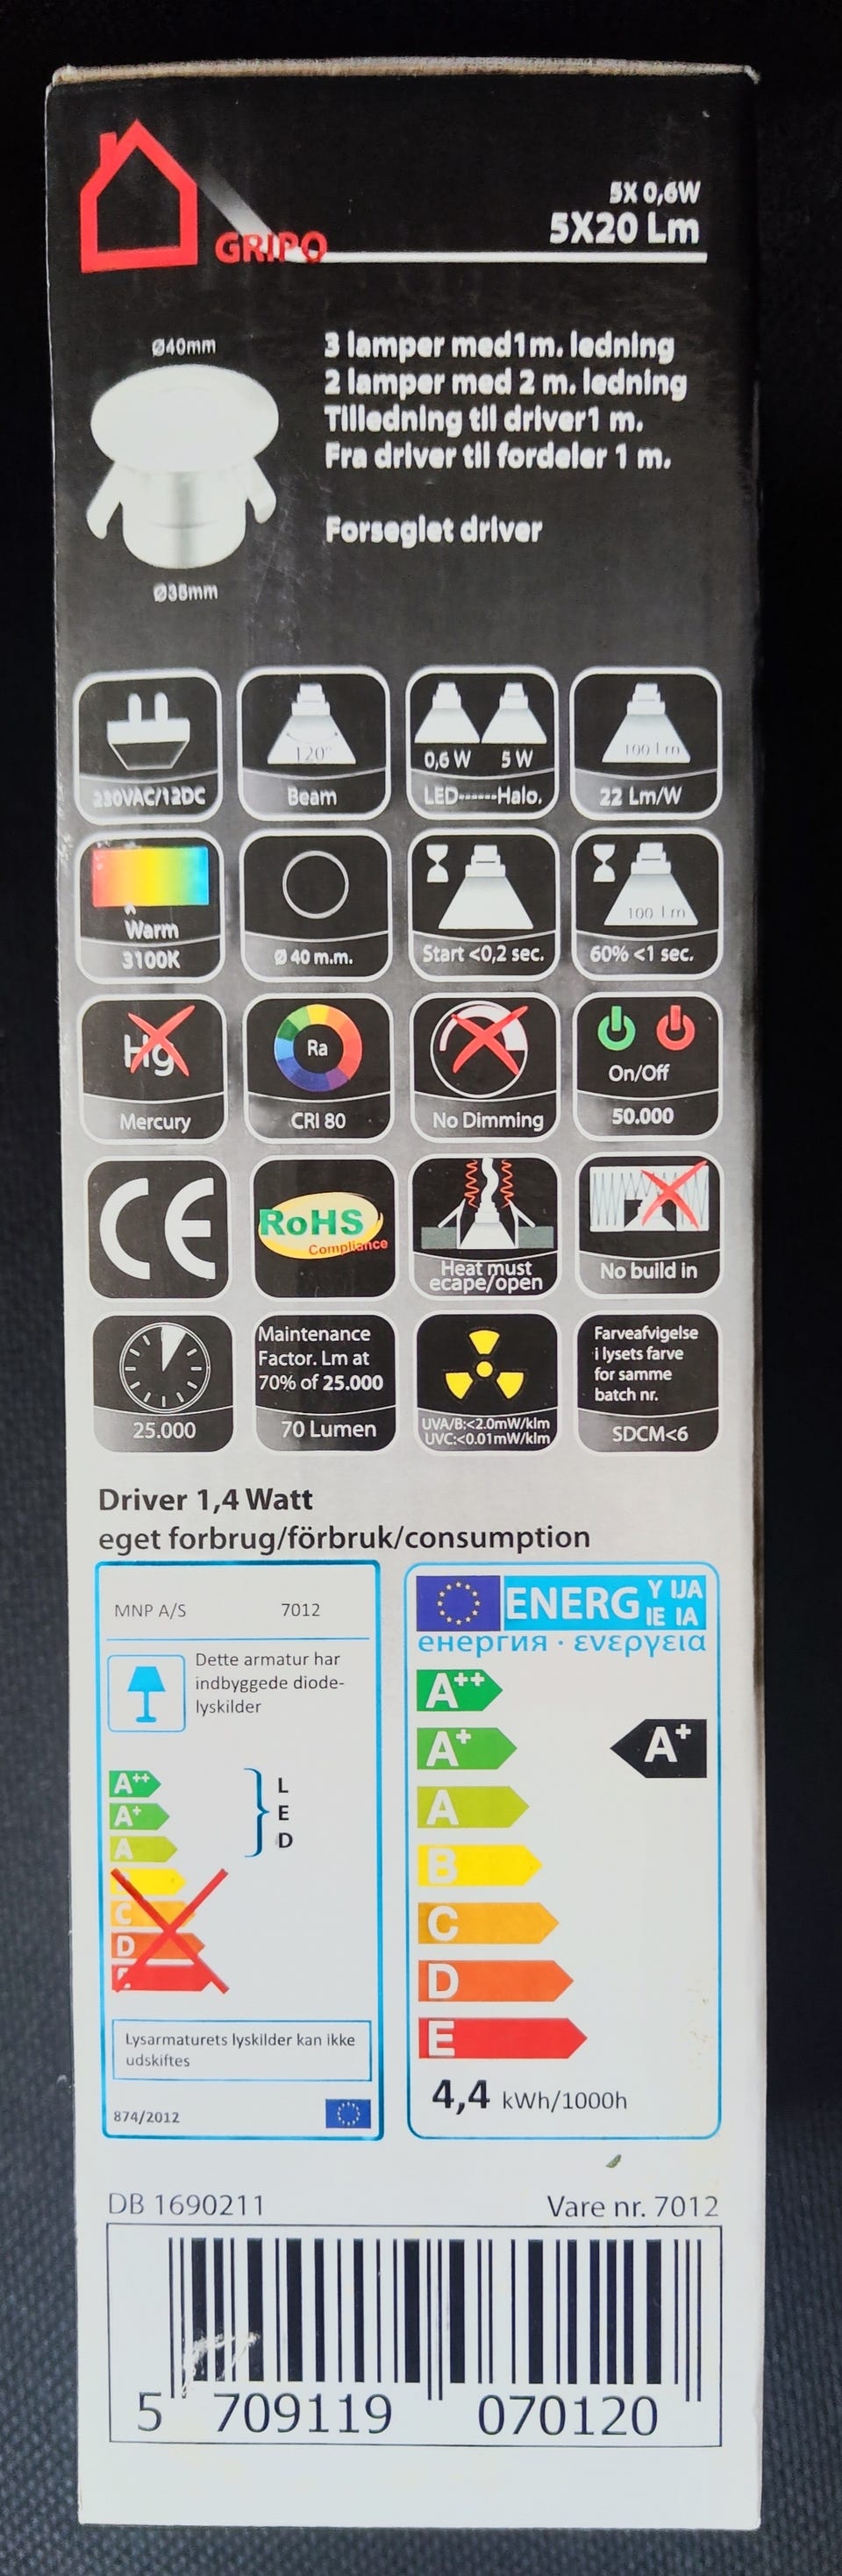 GRIPO
5X 0,6W
5X20 Lm
Ø40mm
3 lamper med1m. ledning
2 lamper med 2 m. ledning
Tilledning til driver1 m.
Fra driver til fordeler 1 m.
Forseglet driver
Ø38mm
230VAC/12DC
120°
Beam
0,6 W 5 W
LED------Halo.
100 Lm
22 Lm/W
Warm
3100K
Ø 40 m.m.
Start <0,2 sec.
100 Lm
60% <1 sec.
Hg
Mercury
Ra
CRI 80
No Dimming
On/Off
50.000
CE
RoHS
Compliance
Heat must
ecape/open
No build in
25.000
Maintenance
Factor. Lm at
70% of 25.000
70 Lumen
UVA/B:<2.0mW/klm
UVC:<0.01mW/klm
Farveafvigelse
i lysets farve
for samme
batch nr.
SDCM<6
Driver 1,4 Watt
eget forbrug/förbruk/consumption
MNP A/S 7012
Dette armatur har
indbyggede diode-
lyskilder
A++
A+
A
C
D
L
E
D
Lysarmaturets lyskilder kan ikke
udskiftes
874/2012
ENERG Y IJA
IE IA
енергия · ενεργεια
A++
A+
A+
A
B
C
D
E
4,4 kWh/1000h
DB 1690211
Vare nr. 7012
5 709119 070120